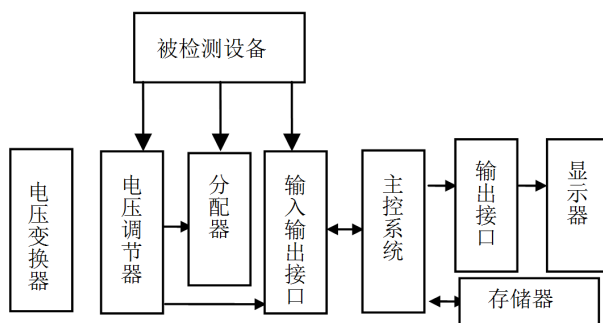 被检测设备
电压变换器
电压调节器
分配器
输入输出接口
主控系统
输出接口
显示器
存储器